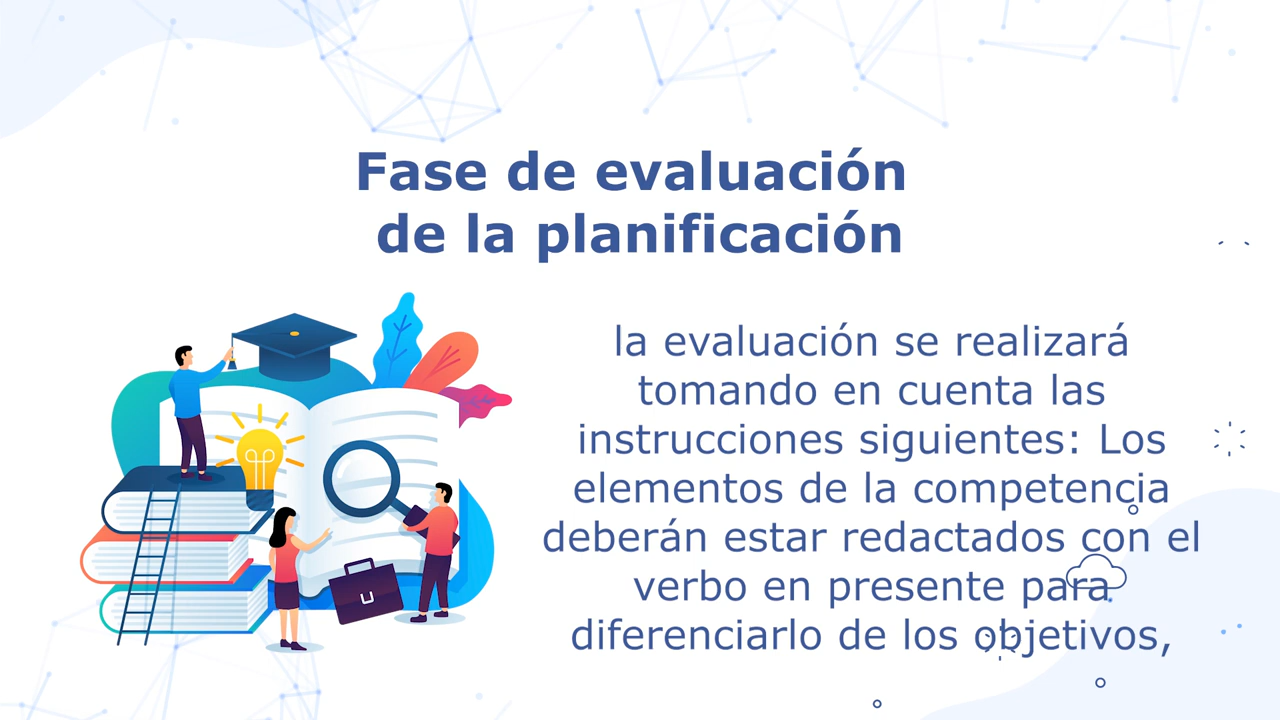 Fase de evaluación
de la planificación
la evaluación se realizará
tomando en cuenta las
instrucciones siguientes: Los
elementos de la competencia
deberán estar redactados con el
verbo en presente para
diferenciarlo de los objetivos,